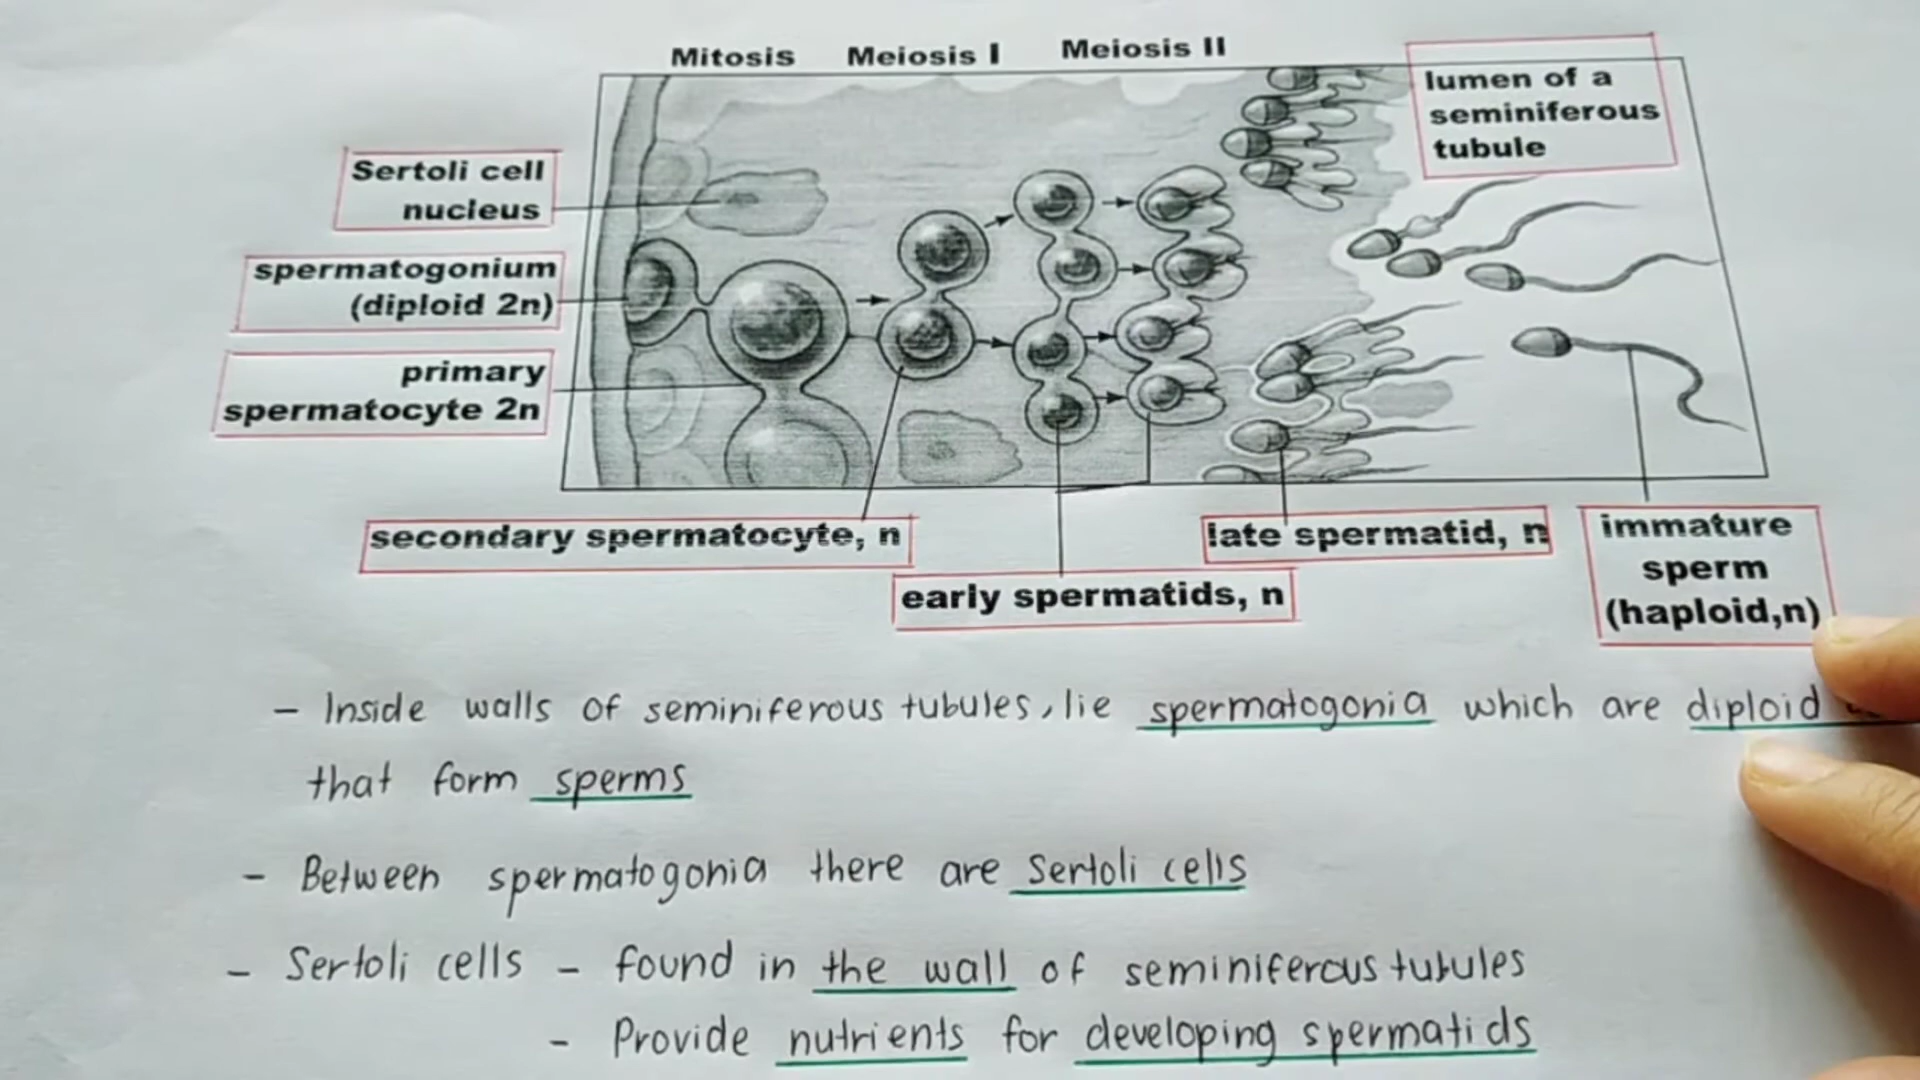 Mitosis Meiosis I Meiosis II
lumen of a
seminiferous
tubule
Sertoli cell
nucleus
spermatogonium
(diploid 2n)
primary
spermatocyte 2n
secondary spermatocyte, n
early spermatids, n
late spermatid, n
immature
sperm
(haploid,n)
- Inside walls of seminiferous tubules, lie spermatogonia which are diploid
that form sperms
- Between spermatogonia there are Sertoli cells
- Sertoli cells - found in the wall of seminiferous tubules
- Provide nutrients for developing spermatids